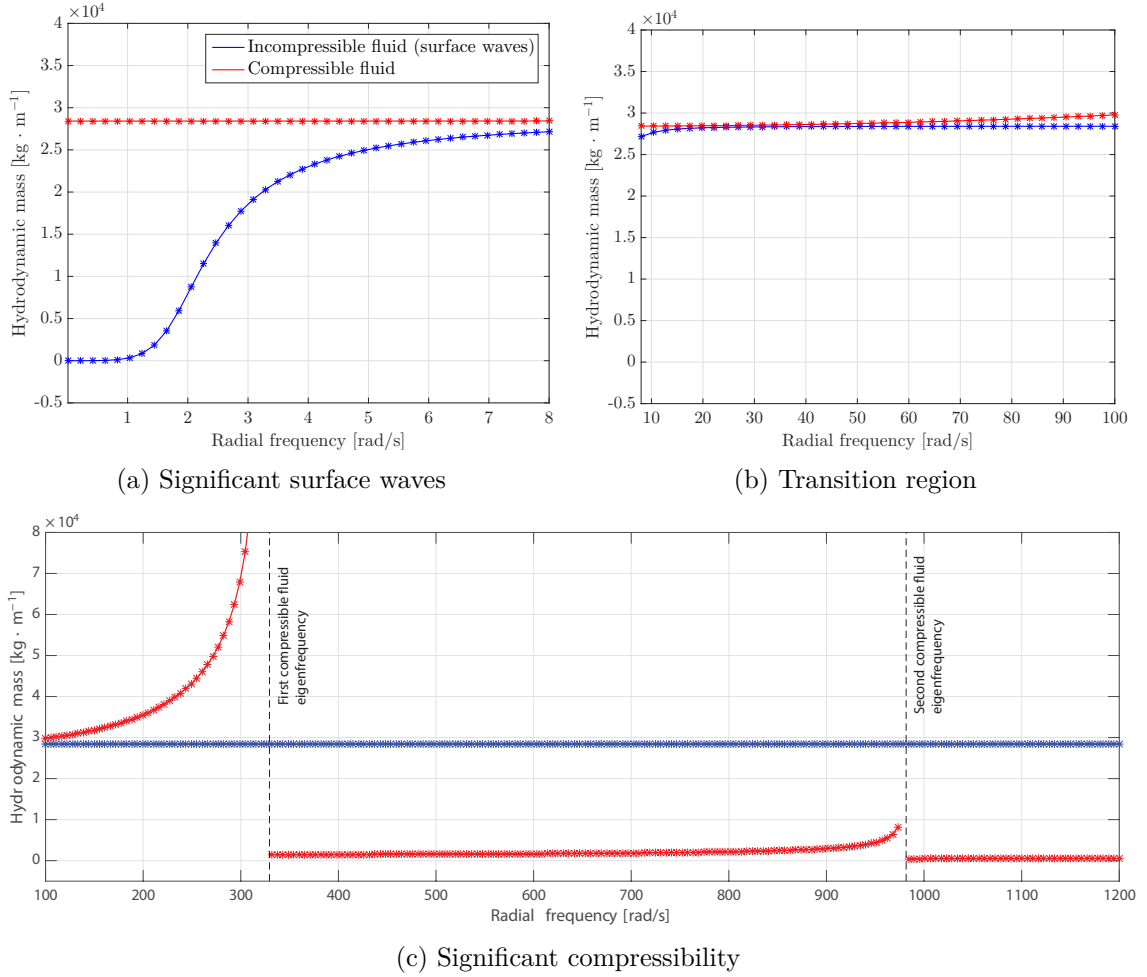 ×10⁴
4
3.5
3
2.5
2
1.5
1
0.5
0
-0.5
Hydrodynamic mass [kg · m⁻¹]
Incompressible fluid (surface waves)
Compressible fluid
1 2 3 4 5 6 7 8
Radial frequency [rad/s]
(a) Significant surface waves
×10⁴
4
3.5
3
2.5
2
1.5
1
0.5
0
-0.5
Hydrodynamic mass [kg · m⁻¹]
10 20 30 40 50 60 70 80 90 100
Radial frequency [rad/s]
(b) Transition region
×10⁴
8
7
6
5
4
3
2
1
0
Hydrodynamic mass [kg · m⁻¹]
First compressible fluid
eigenfrequency
Second compressible fluid
eigenfrequency
100 200 300 400 500 600 700 800 900 1000 1100 1200
Radial frequency [rad/s]
(c) Significant compressibility